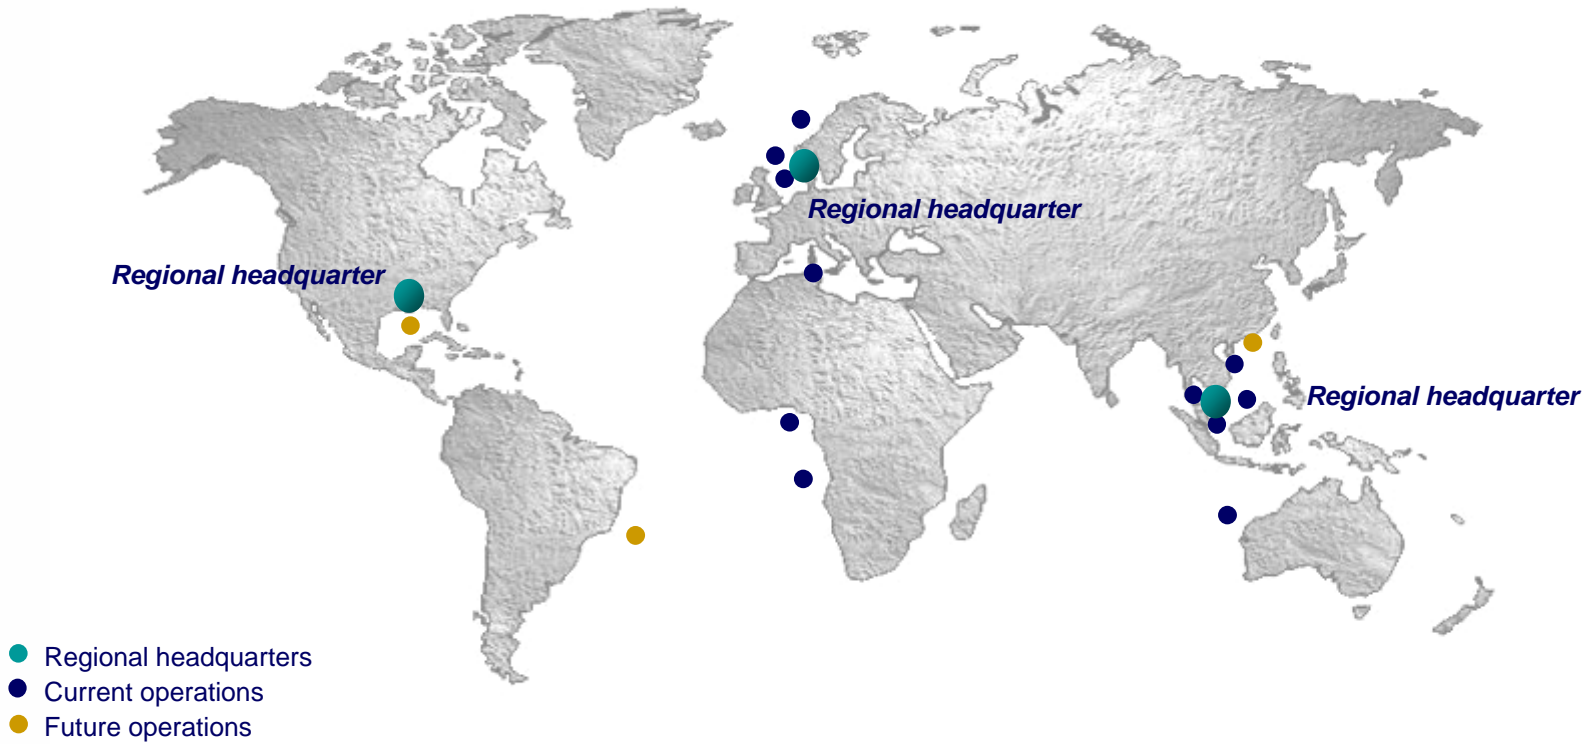 Regional headquarter
Regional headquarter
Regional headquarter
Regional headquarters
Current operations
Future operations